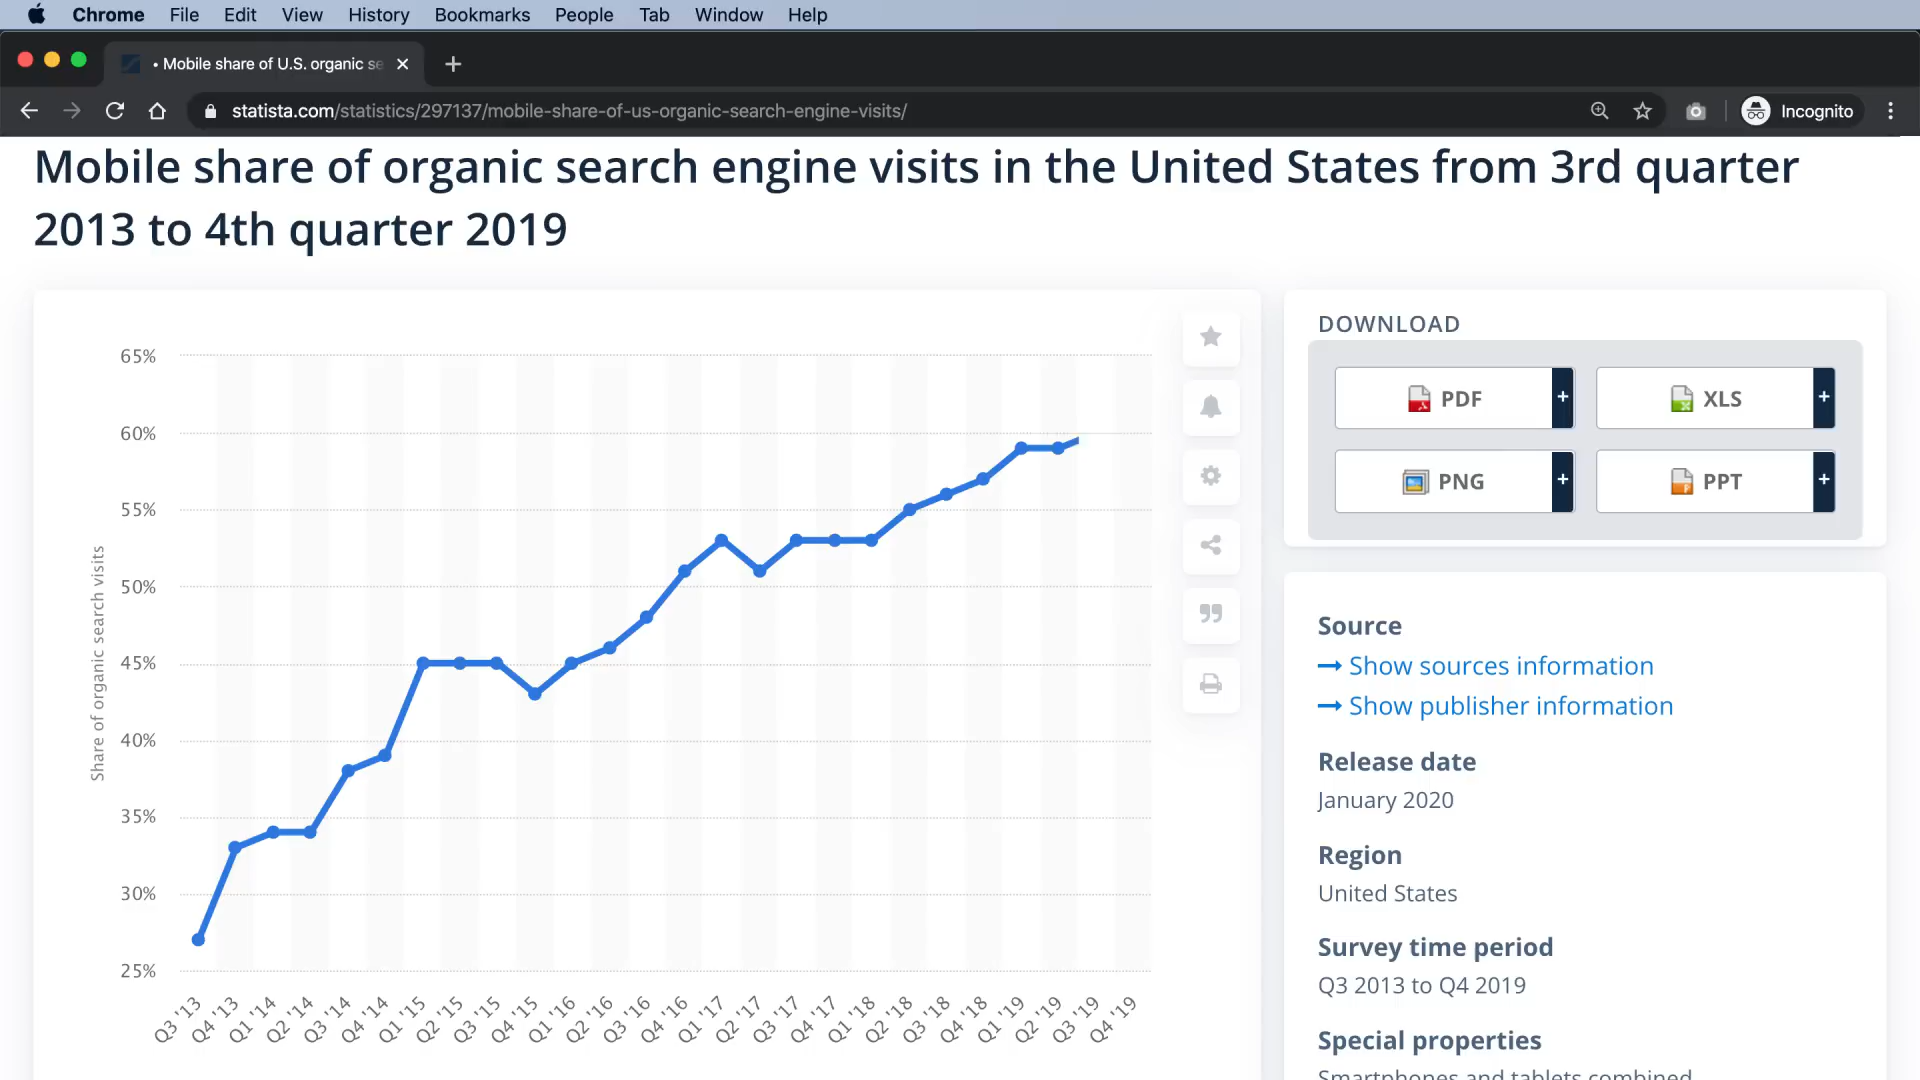 Chrome File Edit View History Bookmarks People Tab Window Help
• Mobile share of U.S. organic se
statista.com/statistics/297137/mobile-share-of-us-organic-search-engine-visits/
Incognito
Mobile share of organic search engine visits in the United States from 3rd quarter
2013 to 4th quarter 2019
65%
60%
55%
50%
45%
40%
35%
30%
25%
Share of organic search visits
Q3 '13 Q4 '13 Q1 '14 Q2 '14 Q3 '14 Q4 '14 Q1 '15 Q2 '15 Q3 '15 Q4 '15 Q1 '16 Q2 '16 Q3 '16 Q4 '16 Q1 '17 Q2 '17 Q3 '17 Q4 '17 Q1 '18 Q2 '18 Q3 '18 Q4 '18 Q1 '19 Q2 '19 Q3 '19 Q4 '19
DOWNLOAD
PDF + XLS +
PNG + PPT +
Source
Show sources information
Show publisher information
Release date
January 2020
Region
United States
Survey time period
Q3 2013 to Q4 2019
Special properties
Smartphones and tablets combined